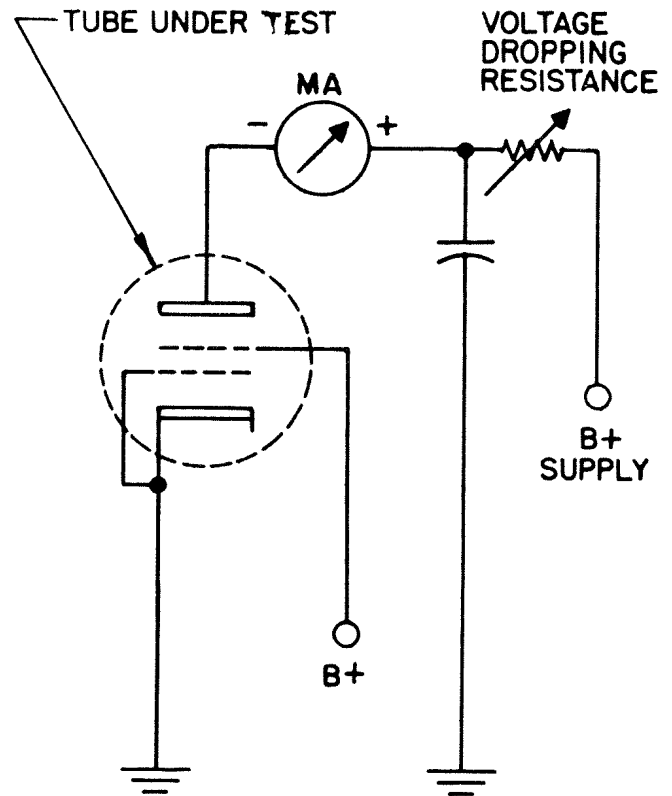 TUBE UNDER TEST
VOLTAGE
DROPPING
RESISTANCE
MA
- +
B+
SUPPLY
B+